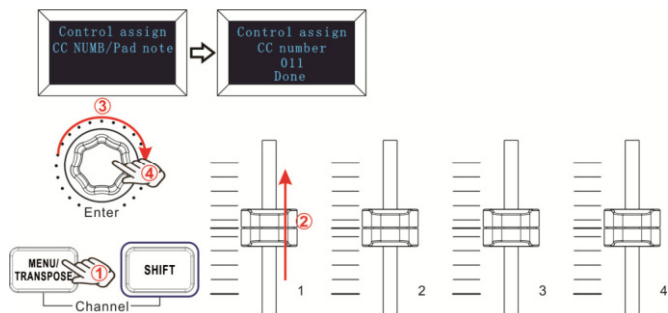 Control assign
CC NUMB/Pad note
Control assign
CC number
011
Done
③
④
Enter
②
MENU/
TRANSPOSE
①
SHIFT
Channel
1
2
3
4